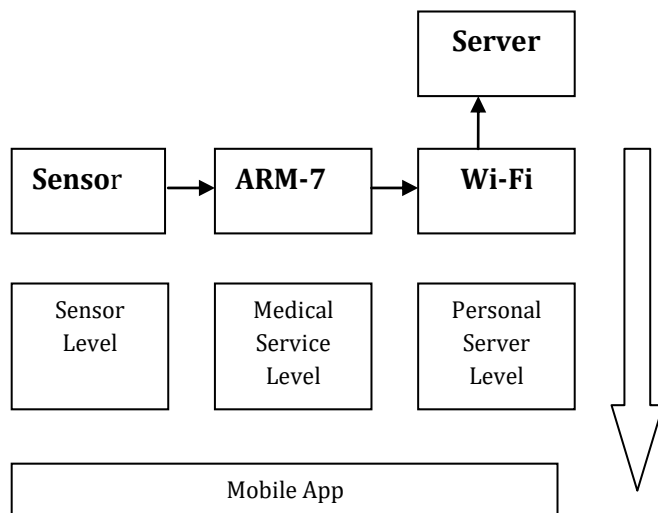 Server
Sensor
ARM-7
Wi-Fi
Sensor
Level
Medical
Service
Level
Personal
Server
Level
Mobile App